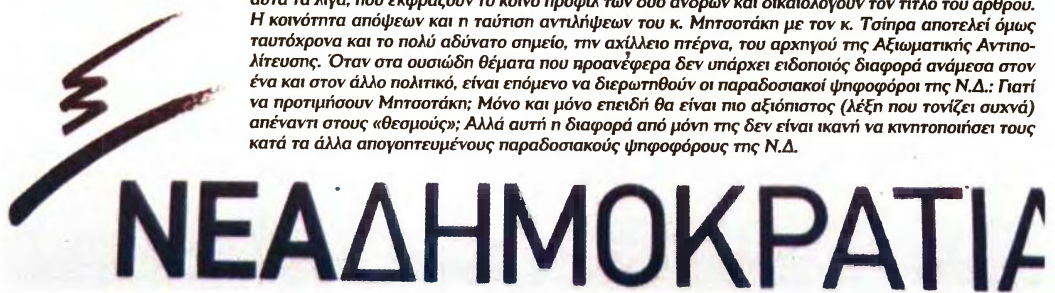 αυτά τα λίγα, που εκφράζουν το κοινό προφίλ των δύο ανδρών και δικαιολογούν τον τίτλο του άρθρου.
Η κοινότητα απόψεων και η ταύτιση αντιλήψεων του κ. Μητσοτάκη με τον κ. Τσίπρα αποτελεί όμως
ταυτόχρονα και το πολύ αδύνατο σημείο, την αχίλλειο πτέρνα, του αρχηγού της Αξιωματικής Αντιπο-
λίτευσης. Όταν στα ουσιώδη θέματα που προανέφερα δεν υπάρχει ειδοποιός διαφορά ανάμεσα στον
ένα και στον άλλο πολιτικό, είναι επόμενο να διερωτηθούν οι παραδοσιακοί ψηφοφόροι της Ν.Δ.: Γιατί
να προτιμήσουν Μητσοτάκη; Μόνο και μόνο επειδή θα είναι πιο αξιόπιστος (λέξη που τονίζει συχνά)
απέναντι στους «θεσμούς»; Αλλά αυτή η διαφορά από μόνη της δεν είναι ικανή να κινητοποιήσει τους
κατά τα άλλα απογοητευμένους παραδοσιακούς ψηφοφόρους της Ν.Δ.
ΝΕΑΔΗΜΟΚΡΑΤΙΑ